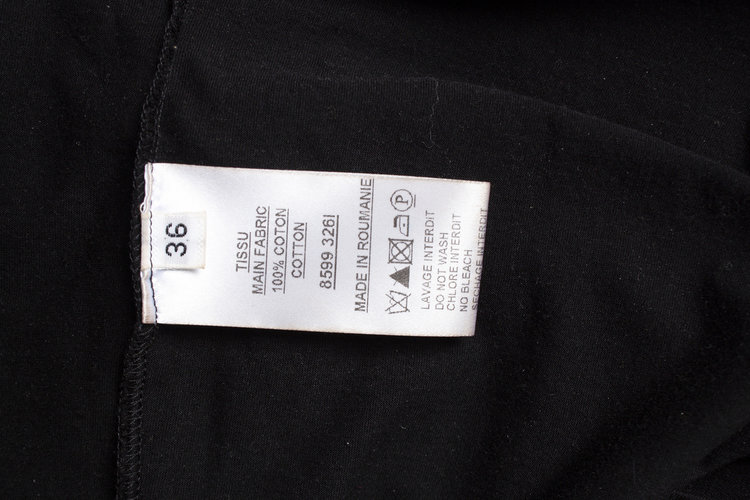 36
TISSU
MAIN FABRIC
100% COTON
COTTON
8599 326I
MADE IN ROUMANIE
P
LAVAGE INTERDIT
DO NOT WASH
CHLORE INTERDIT
NO BLEACH
SECHAGE INTERDIT